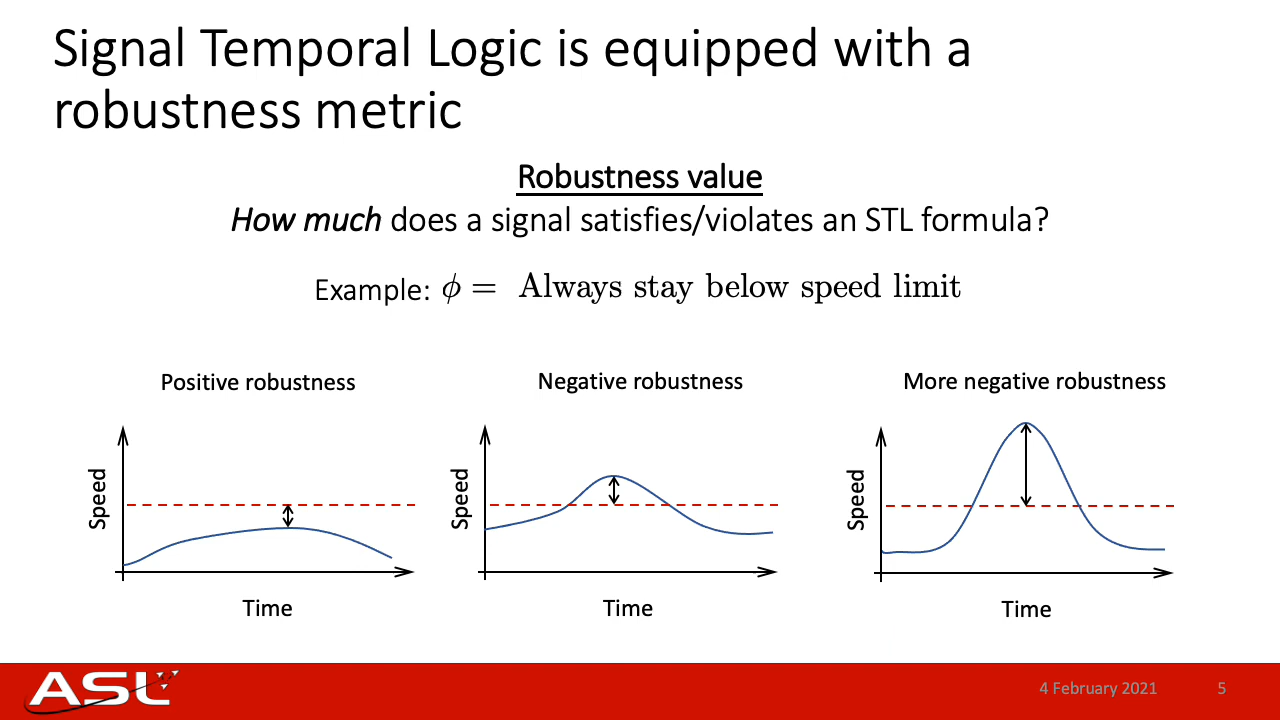 Signal Temporal Logic is equipped with a
robustness metric
Robustness value
How much does a signal satisfies/violates an STL formula?
Example: ϕ = Always stay below speed limit
Positive robustness
Negative robustness
More negative robustness
Speed
Speed
Speed
Time
Time
Time
ASL
4 February 2021
5